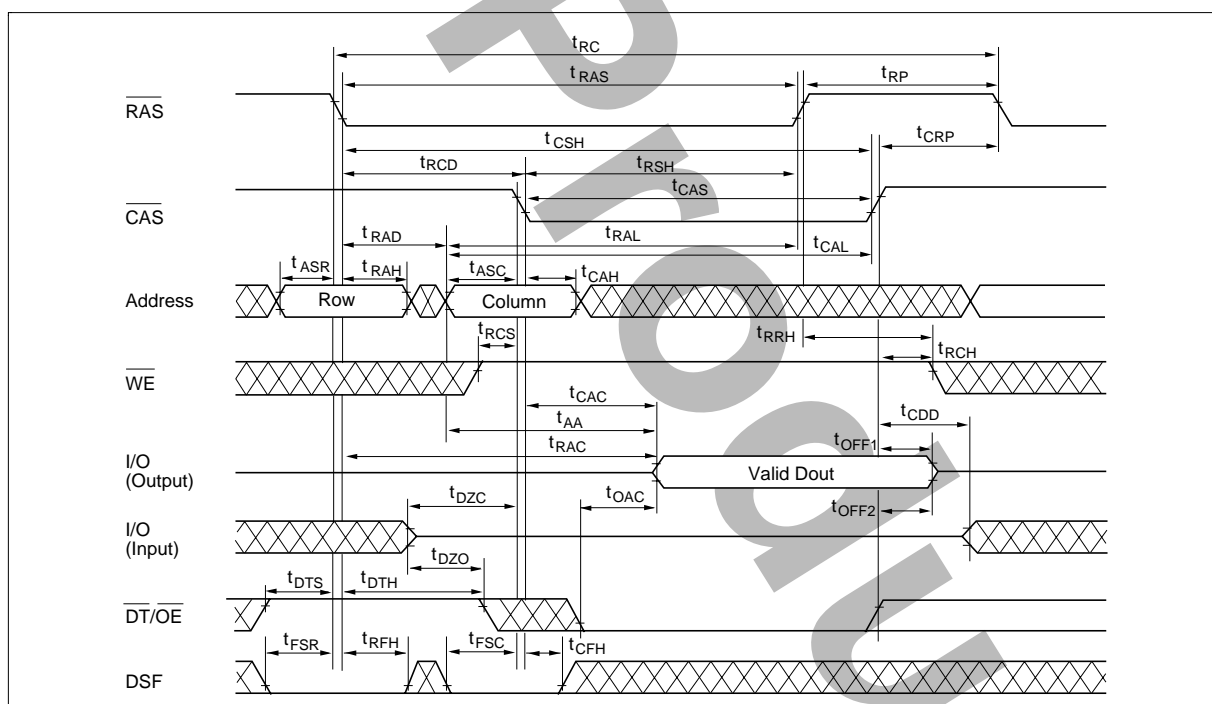 tRC
tRAS
tRP
RAS
tCSH
tCRP
tRCD
tRSH
tCAS
CAS
tRAD
tRAL
tCAL
tASR
tRAH
tASC
tCAH
Address
Row
Column
tRCS
tRRH
tRCH
WE
tCAC
tCDD
tAA
tRAC
tOFF1
I/O
(Output)
Valid Dout
tDZC
tOAC
tOFF2
I/O
(Input)
tDZO
tDTS
tDTH
DT/OE
tFSR
tRFH
tFSC
tCFH
DSF
Produ